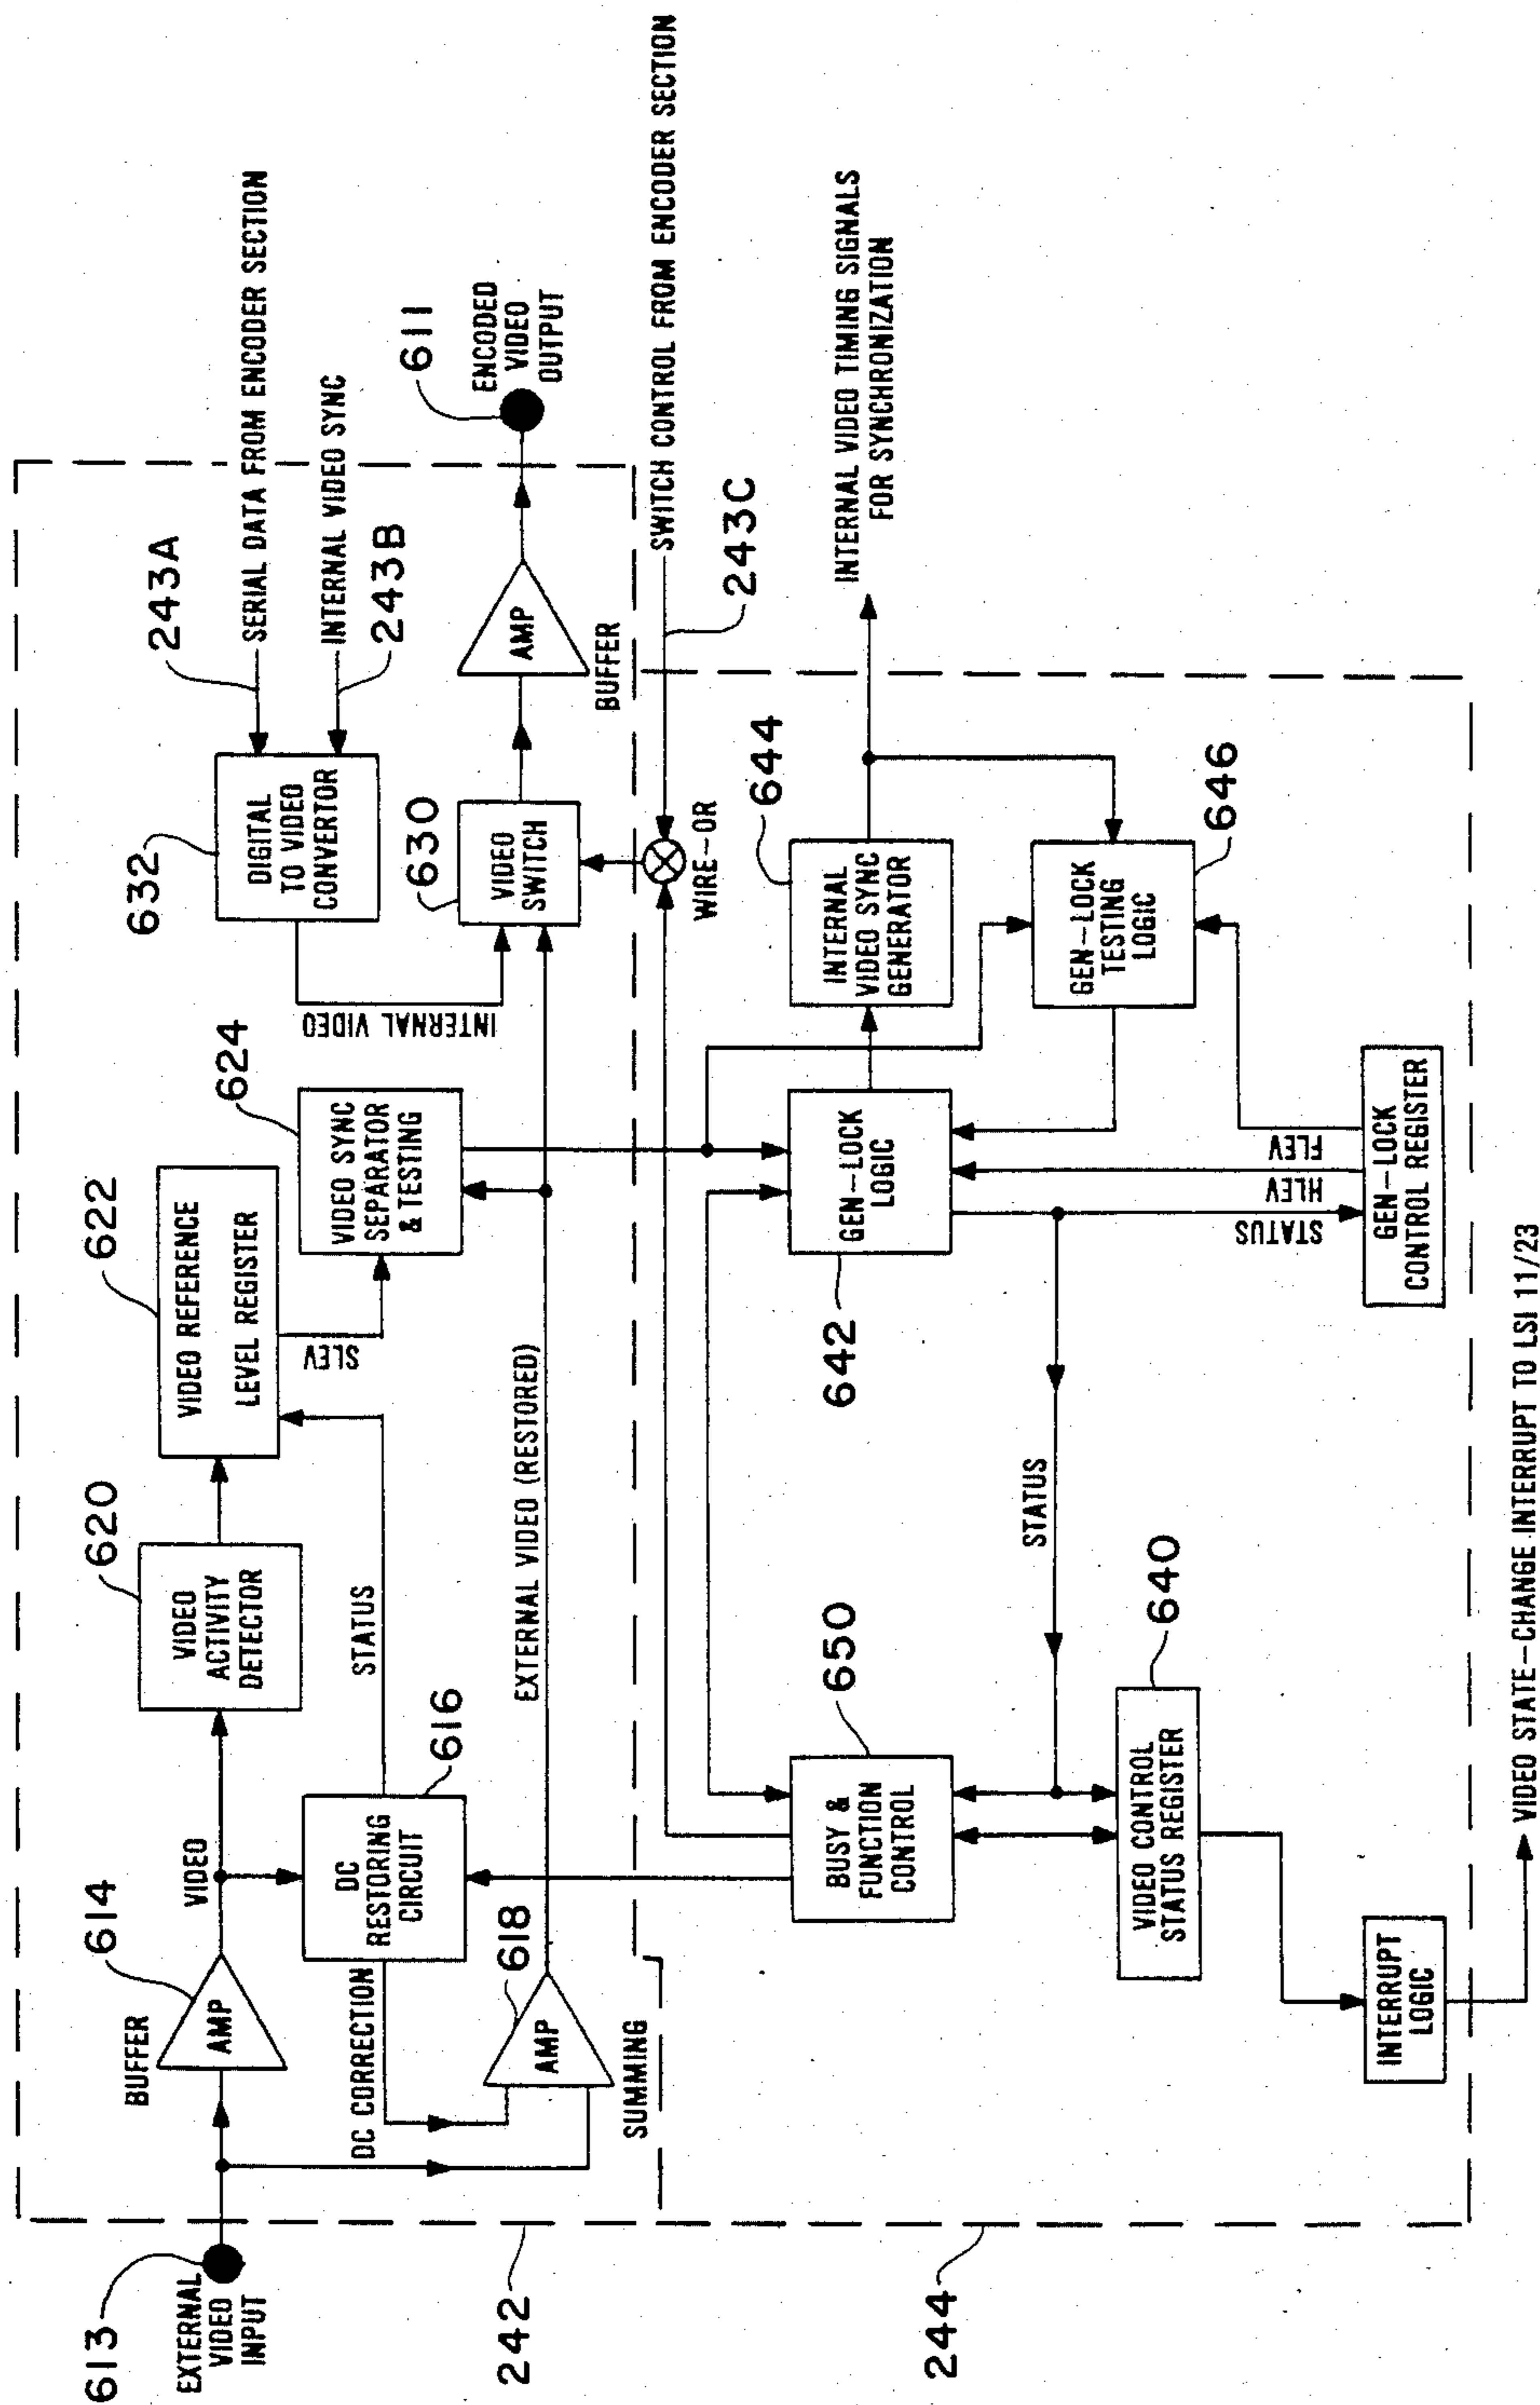 613
EXTERNAL
VIDEO
INPUT
BUFFER
614
AMP
VIDEO
620
VIDEO
ACTIVITY
DETECTOR
622
VIDEO REFERENCE
LEVEL REGISTER
SLEV
624
VIDEO SYNC
SEPARATOR
& TESTING
632
DIGITAL
TO VIDEO
CONVERTOR
243A
SERIAL DATA FROM ENCODER SECTION
INTERNAL VIDEO SYNC
243B
INTERNAL VIDEO
630
VIDEO
SWITCH
AMP
BUFFER
611
ENCODED
VIDEO
OUTPUT
DC CORRECTION
DC
RESTORING
CIRCUIT
616
STATUS
618
AMP
SUMMING
EXTERNAL VIDEO (RESTORED)
WIRE-OR
SWITCH CONTROL FROM ENCODER SECTION
243C
242
244
650
BUSY &
FUNCTION
CONTROL
642
GEN-LOCK
LOGIC
644
INTERNAL
VIDEO SYNC
GENERATOR
INTERNAL VIDEO TIMING SIGNALS
FOR SYNCHRONIZATION
646
GEN-LOCK
TESTING
LOGIC
STATUS
640
VIDEO CONTROL
STATUS REGISTER
STATUS
HLEV
FLEV
GEN-LOCK
CONTROL REGISTER
INTERRUPT
LOGIC
VIDEO STATE-CHANGE INTERRUPT TO LSI 11/23